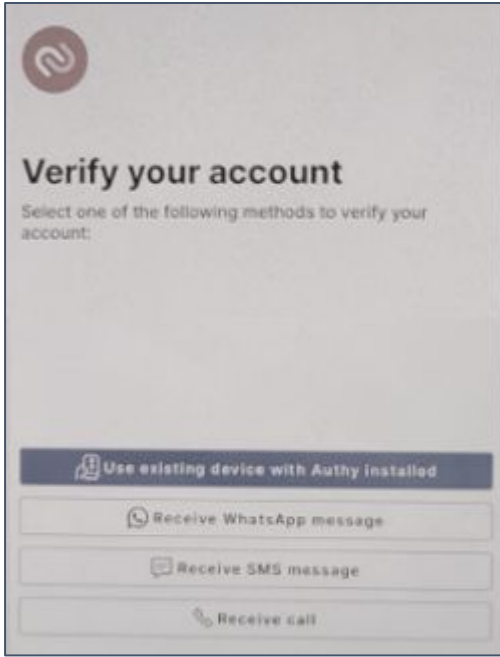 Verify your account
Select one of the following methods to verify your
account:
Use existing device with Authy installed
Receive WhatsApp message
Receive SMS message
Receive call